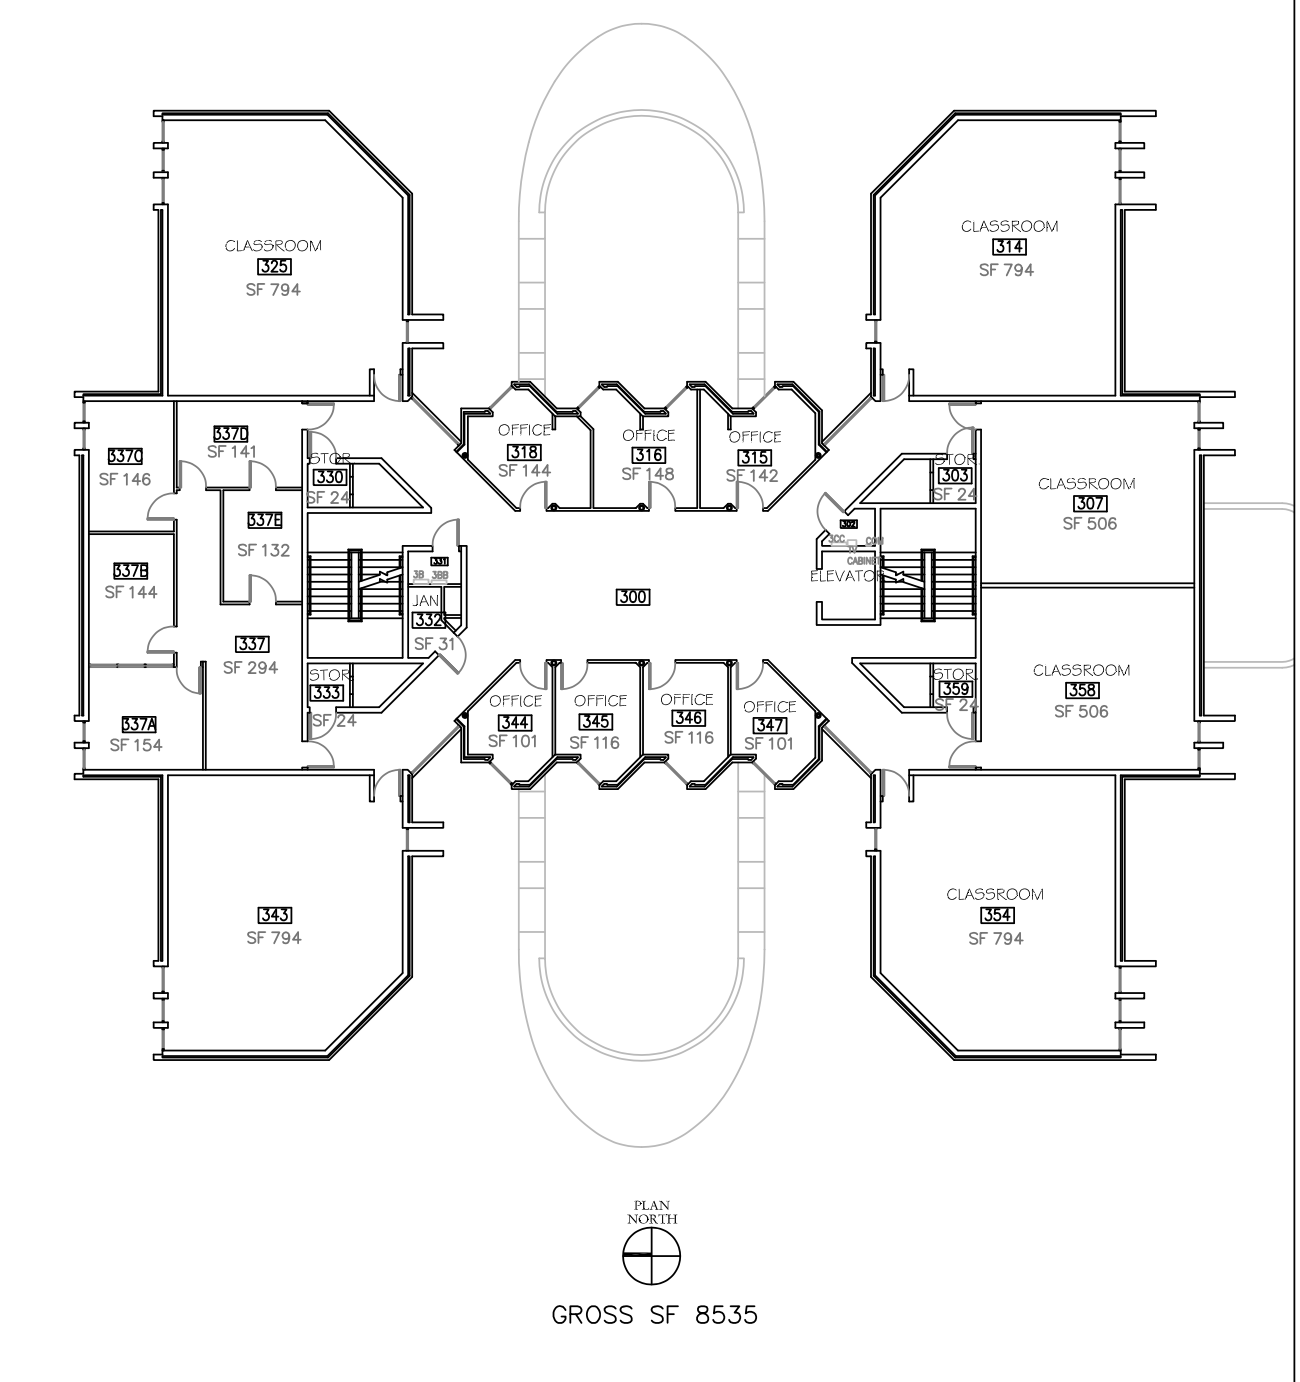 CLASSROOM
314
SF 794
CLASSROOM
325
SF 794
OFFICE
318
SF 144
OFFICE
316
SF 148
OFFICE
315
SF 142
337D
SF 141
337C
SF 146
STOR
330
SF 24
STOR
303
SF 24
CLASSROOM
307
SF 506
337E
SF 132
302
3CC
COM
CABINET
331
3B 3BB
337B
SF 144
ELEVATOR
JAN
332
SF 31
300
337
SF 294
STOR
333
SF 24
STOR
359
SF 24
CLASSROOM
358
SF 506
337A
SF 154
OFFICE
344
SF 101
OFFICE
345
SF 116
OFFICE
346
SF 116
OFFICE
347
SF 101
343
SF 794
CLASSROOM
354
SF 794
PLAN
NORTH
GROSS SF 8535